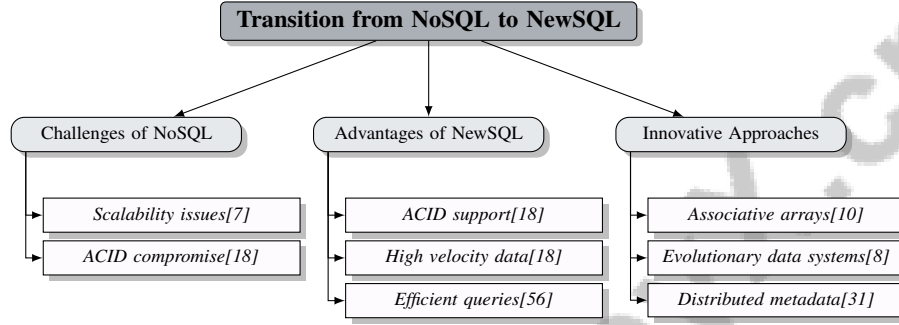 Transition from NoSQL to NewSQL
Challenges of NoSQL
Advantages of NewSQL
Innovative Approaches
Scalability issues[7]
ACID support[18]
Associative arrays[10]
ACID compromise[18]
High velocity data[18]
Evolutionary data systems[8]
Efficient queries[56]
Distributed metadata[31]